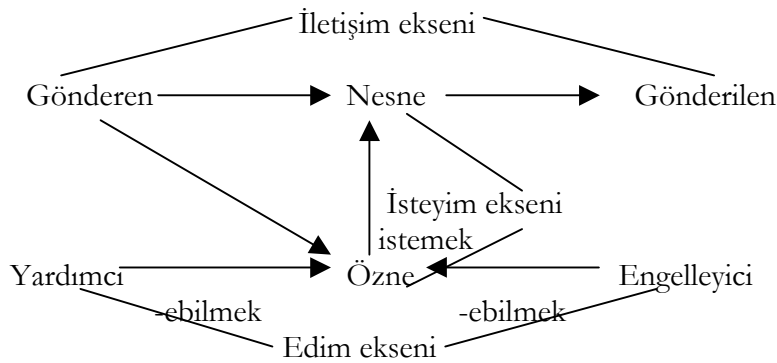 İletişim ekseni
Gönderen Nesne Gönderilen
İsteyim ekseni
istemek
Yardımcı Özne Engelleyici
-ebilmek -ebilmek
Edim ekseni